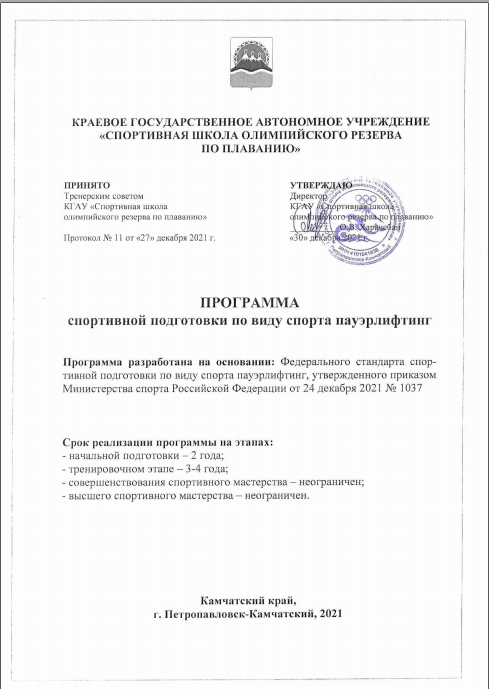 КРАЕВОЕ ГОСУДАРСТВЕННОЕ АВТОНОМНОЕ УЧРЕЖДЕНИЕ
«СПОРТИВНАЯ ШКОЛА ОЛИМПИЙСКОГО РЕЗЕРВА
ПО ПЛАВАНИЮ»
ПРИНЯТО
Тренерским советом
КГАУ «Спортивная школа
олимпийского резерва по плаванию»
Протокол № 11 от «27» декабря 2021 г.
УТВЕРЖДАЮ
Директор
КГАУ «Спортивная школа
олимпийского резерва по плаванию»
О.В.
«30» декабря 2021 г.
Петропавловск-Камчатский
ПРОГРАММА
спортивной подготовки по виду спорта пауэрлифтинг
Программа разработана на основании: Федерального стандарта спор-
тивной подготовки по виду спорта пауэрлифтинг, утвержденного приказом
Министерства спорта Российской Федерации от 24 декабря 2021 № 1037
Срок реализации программы на этапах:
- начальной подготовки – 2 года;
- тренировочном этапе – 3-4 года;
- совершенствования спортивного мастерства – неограничен;
- высшего спортивного мастерства – неограничен.
Камчатский край,
г. Петропавловск-Камчатский, 2021